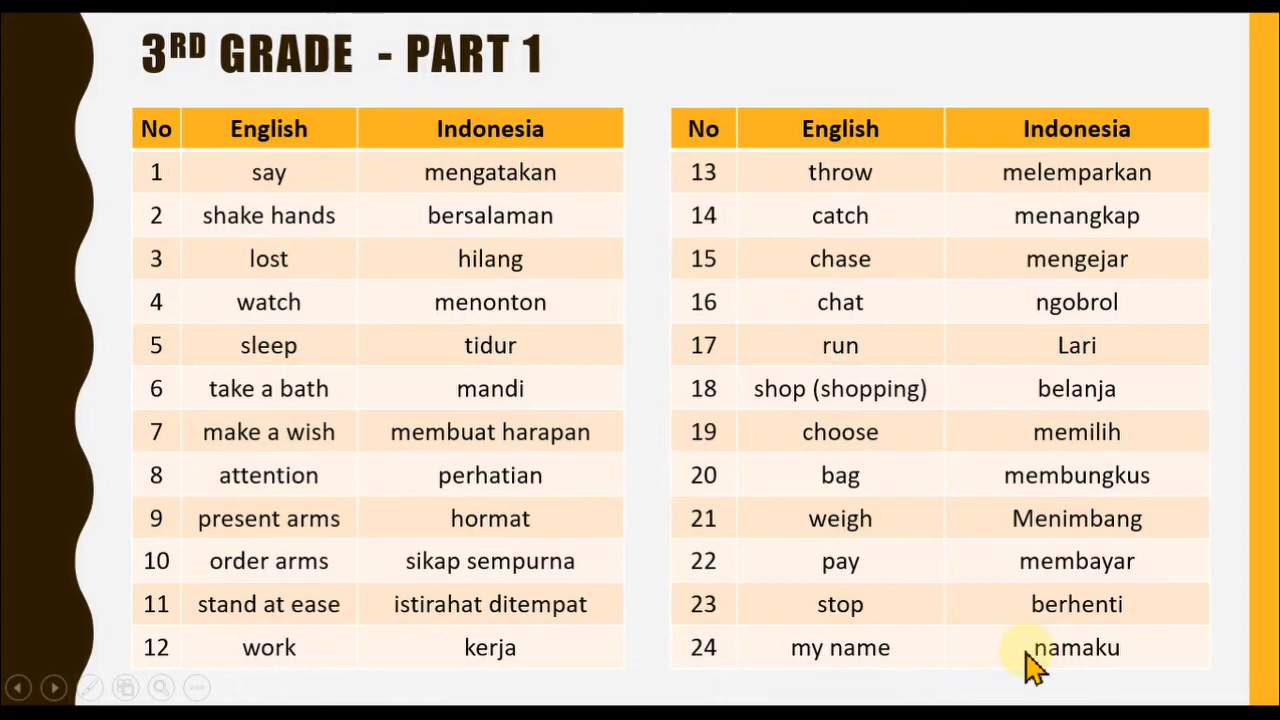 3RD GRADE - PART 1
No English Indonesia
1 say mengatakan
2 shake hands bersalaman
3 lost hilang
4 watch menonton
5 sleep tidur
6 take a bath mandi
7 make a wish membuat harapan
8 attention perhatian
9 present arms hormat
10 order arms sikap sempurna
11 stand at ease istirahat ditempat
12 work kerja
No English Indonesia
13 throw melemparkan
14 catch menangkap
15 chase mengejar
16 chat ngobrol
17 run Lari
18 shop (shopping) belanja
19 choose memilih
20 bag membungkus
21 weigh Menimbang
22 pay membayar
23 stop berhenti
24 my name namaku